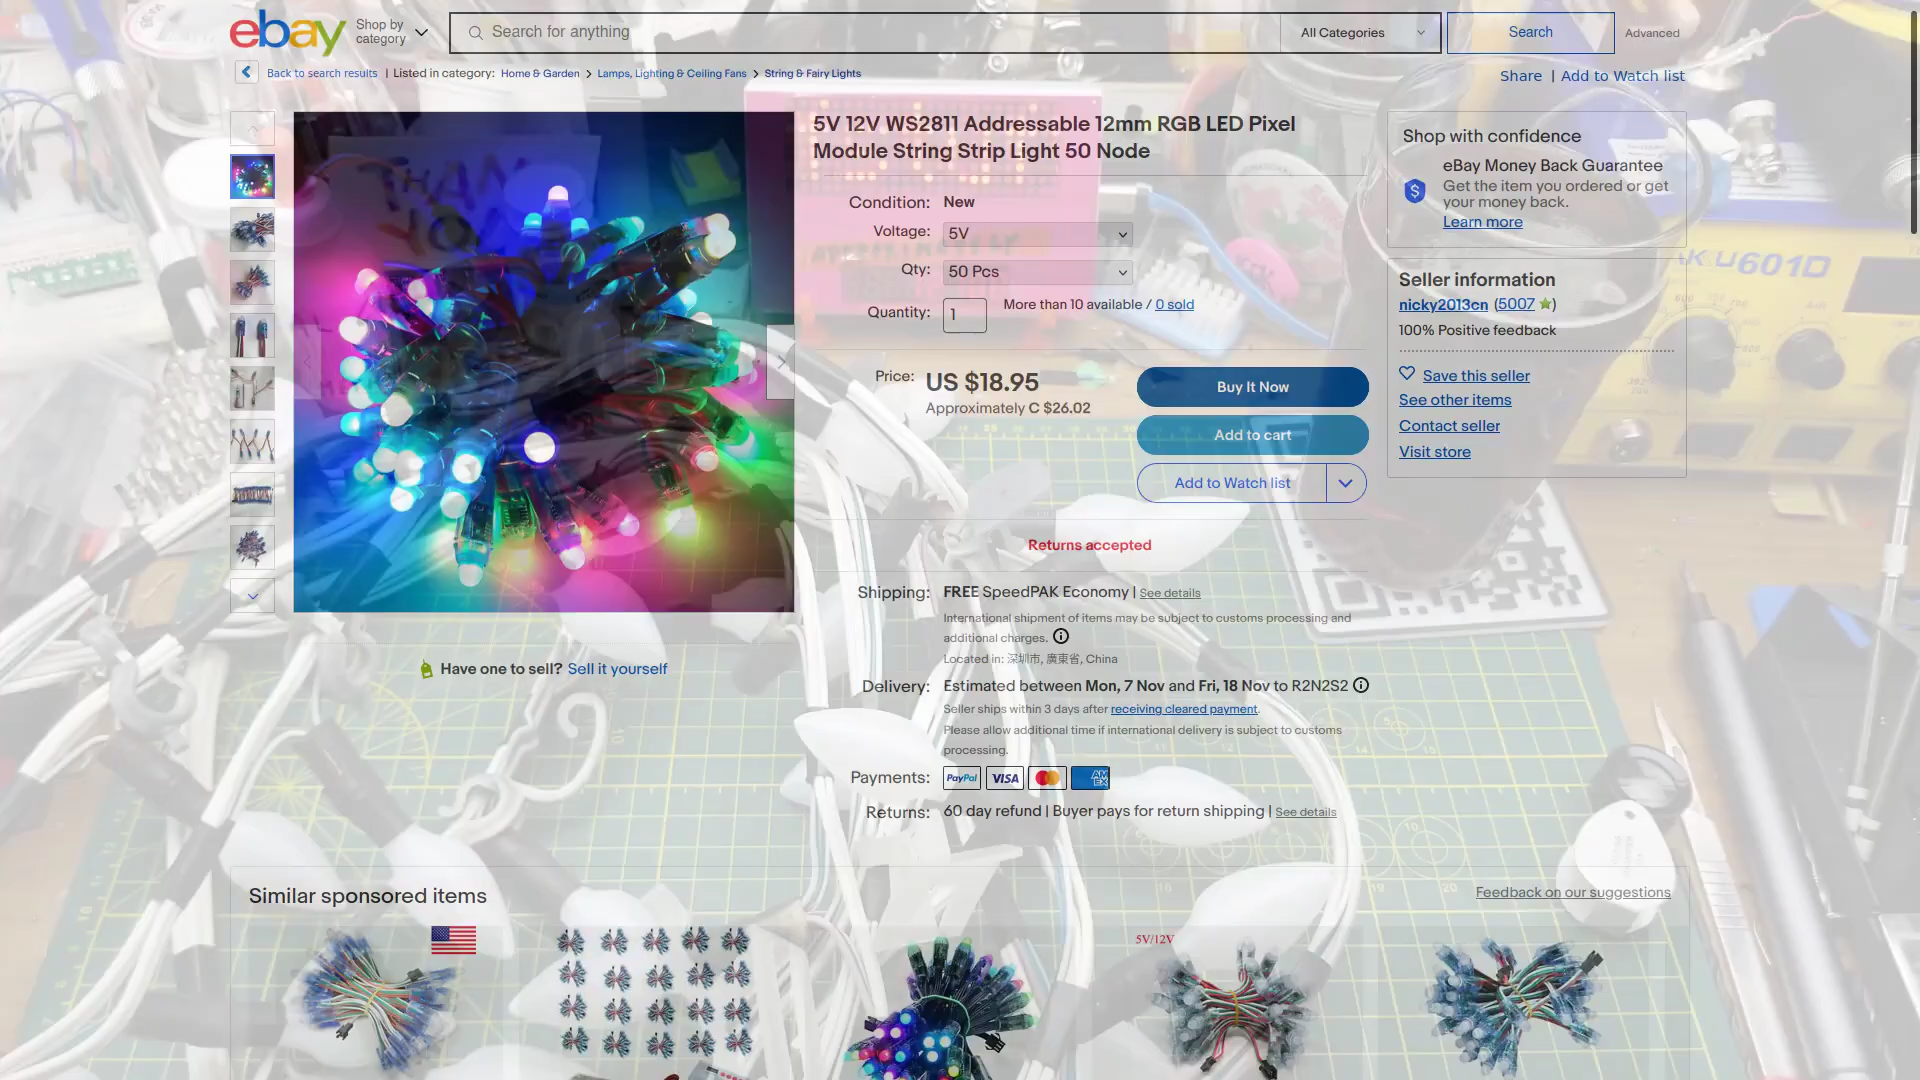 ebay
Shop by
category
Search for anything
All Categories
Search
Advanced
Back to search results | Listed in category: Home & Garden > Lamps, Lighting & Ceiling Fans > String & Fairy Lights
Share | Add to Watch list
5V 12V WS2811 Addressable 12mm RGB LED Pixel
Module String Strip Light 50 Node
Condition: New
Voltage: 5V
Qty: 50 Pcs
Quantity: 1
More than 10 available / 0 sold
Price: US $18.95
Approximately C $26.02
Buy It Now
Add to cart
Add to Watch list
Returns accepted
Shipping: FREE SpeedPAK Economy | See details
International shipment of items may be subject to customs processing and
additional charges.
Located in: 深圳市, 廣東省, China
Delivery: Estimated between Mon, 7 Nov and Fri, 18 Nov to R2N2S2
Seller ships within 3 days after receiving cleared payment.
Please allow additional time if international delivery is subject to customs
processing.
Payments: PayPal VISA AMEX
Returns: 60 day refund | Buyer pays for return shipping | See details
Shop with confidence
eBay Money Back Guarantee
Get the item you ordered or get
your money back.
Learn more
Seller information
nicky2013cn (5007)
100% Positive feedback
Save this seller
See other items
Contact seller
Visit store
Have one to sell? Sell it yourself
Similar sponsored items
Feedback on our suggestions
5V/12V
THANK
YOU
601D